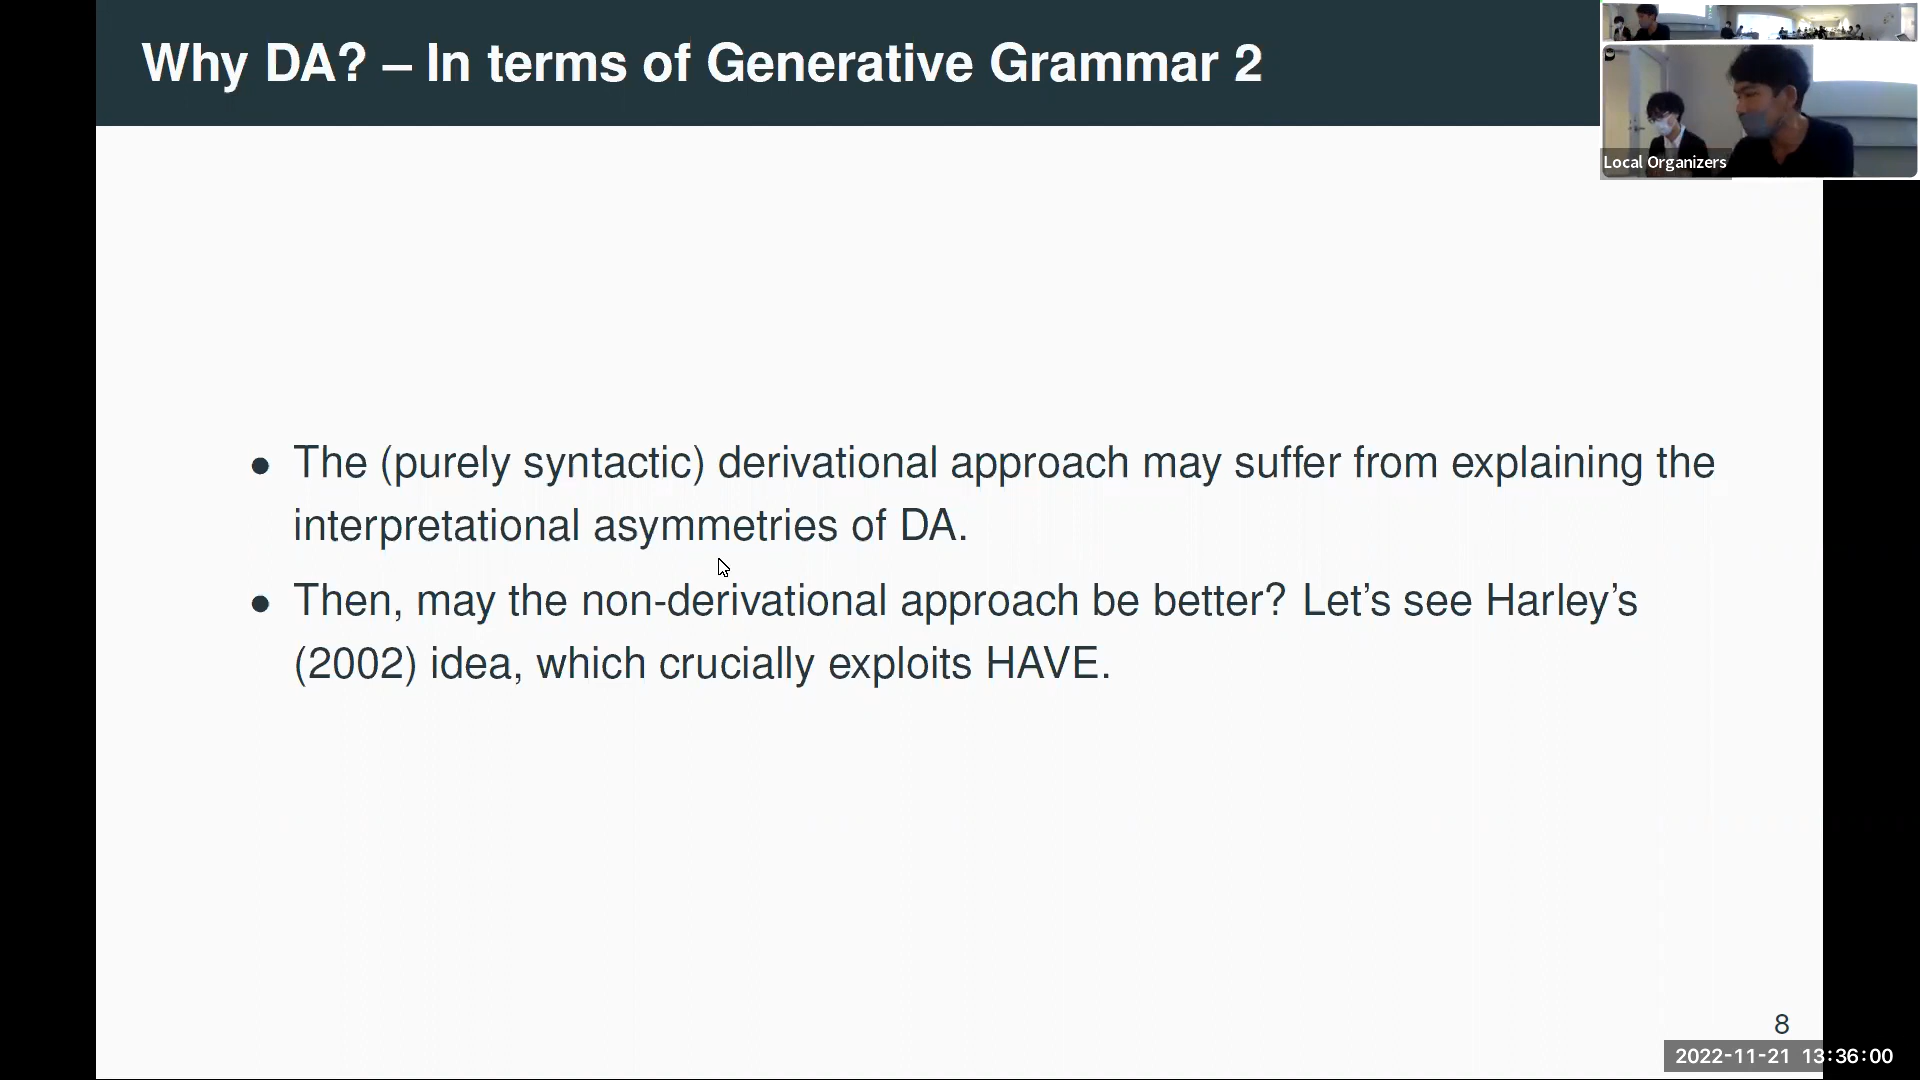 Why DA? – In terms of Generative Grammar 2
Local Organizers
● The (purely syntactic) derivational approach may suffer from explaining the
interpretational asymmetries of DA.
● Then, may the non-derivational approach be better? Let’s see Harley’s
(2002) idea, which crucially exploits HAVE.
8
2022-11-21 13:36:00